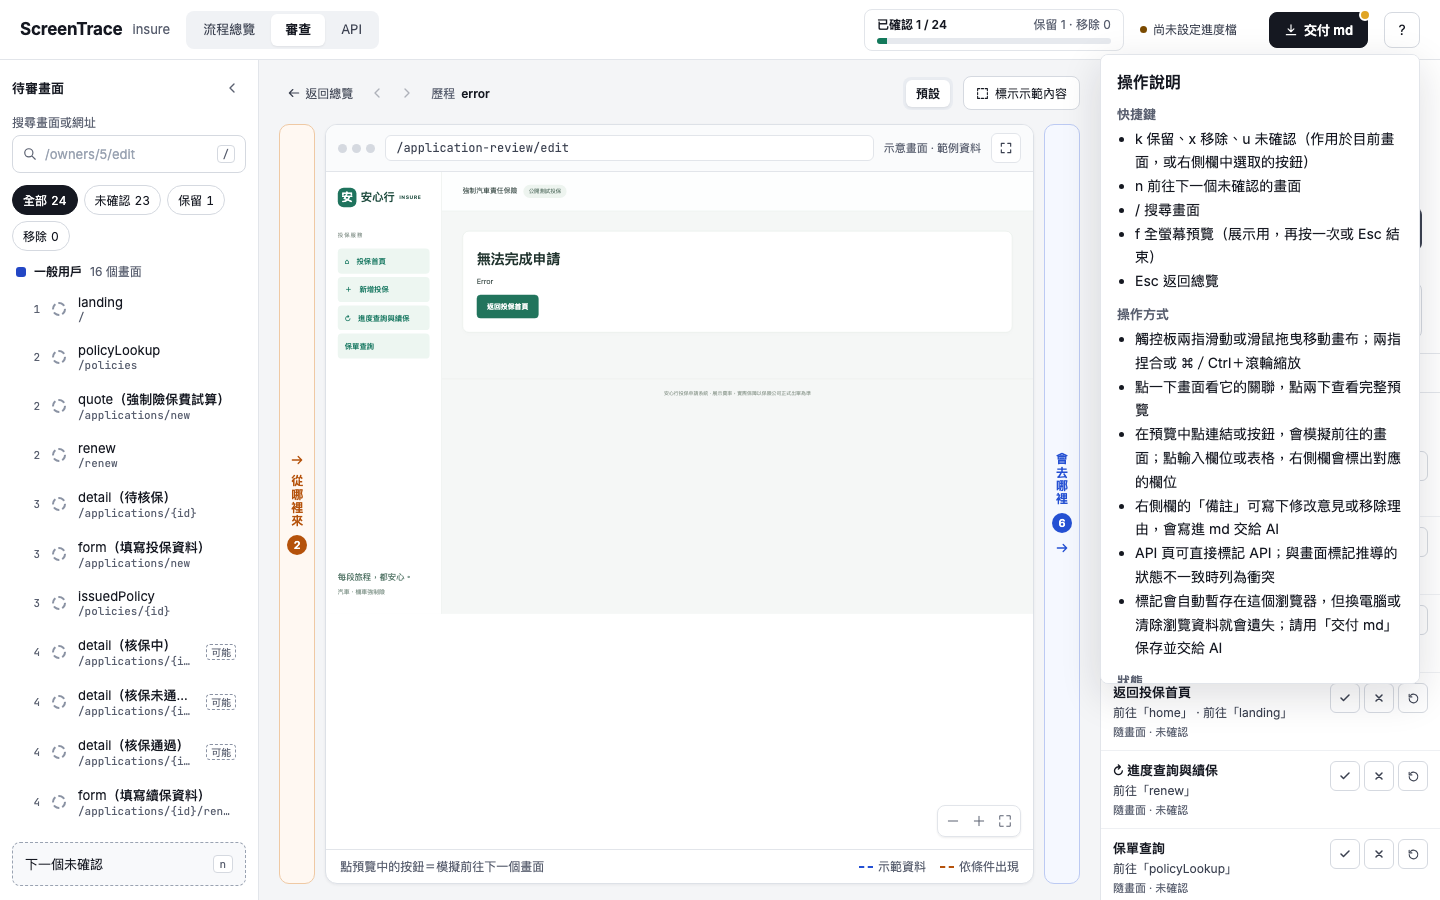 ScreenTrace insure 流程總覽 審查 API
已確認 1 / 24 保留 1 · 移除 0
尚未設定進度檔
交付 md
?
待審畫面
搜尋畫面或網址
/owners/5/edit /
全部 24 未確認 23 保留 1
移除 0
一般用戶 16 個畫面
1 landing
/
2 policyLookup
/policies
2 quote（強制險保費試算）
/applications/new
2 renew
/renew
3 detail（待核保）
/applications/{id}
3 form（填寫投保資料）
/applications/new
3 issuedPolicy
/policies/{id}
4 detail（核保中） 可能
/applications/{i…
4 detail（核保未通… 可能
/applications/{i…
4 detail（核保通過） 可能
/applications/{i…
4 form（填寫續保資料）
/applications/{id}/ren…
下一個未確認 n
返回總覽 歷程 error
預設 標示示範內容
從哪裡來
2
/application-review/edit
示意畫面 · 範例資料
安 安心行 INSURE
強制汽車責任保險 公開測試投保
投保服務
投保首頁
新增投保
進度查詢與續保
保單查詢
無法完成申請
Error
返回投保首頁
每段旅程，都安心。
汽車 · 機車強制險
點預覽中的按鈕＝模擬前往下一個畫面
示範資料 依條件出現
會去哪裡
6
操作說明
快捷鍵
k 保留、x 移除、u 未確認（作用於目前畫
面，或右側欄中選取的按鈕）
n 前往下一個未確認的畫面
/ 搜尋畫面
f 全螢幕預覽（展示用，再按一次或 Esc 結
束）
Esc 返回總覽
操作方式
觸控板兩指滑動或滑鼠拖曳移動畫布；兩指
捏合或 ⌘ / Ctrl＋滾輪縮放
點一下畫面看它的關聯，點兩下查看完整預
覽
在預覽中點連結或按鈕，會模擬前往的畫
面；點輸入欄位或表格，右側欄會標出對應
的欄位
右側欄的「備註」可寫下修改意見或移除理
由，會寫進 md 交給 AI
API 頁可直接標記 API；與畫面標記推導的
狀態不一致時列為衝突
標記會自動暫存在這個瀏覽器，但換電腦或
清除瀏覽資料就會遺失；請用「交付 md」
保存並交給 AI
狀態
返回投保首頁
前往「home」 · 前往「landing」
隨畫面 · 未確認
↻ 進度查詢與續保
前往「renew」
隨畫面 · 未確認
保單查詢
前往「policyLookup」
隨畫面 · 未確認